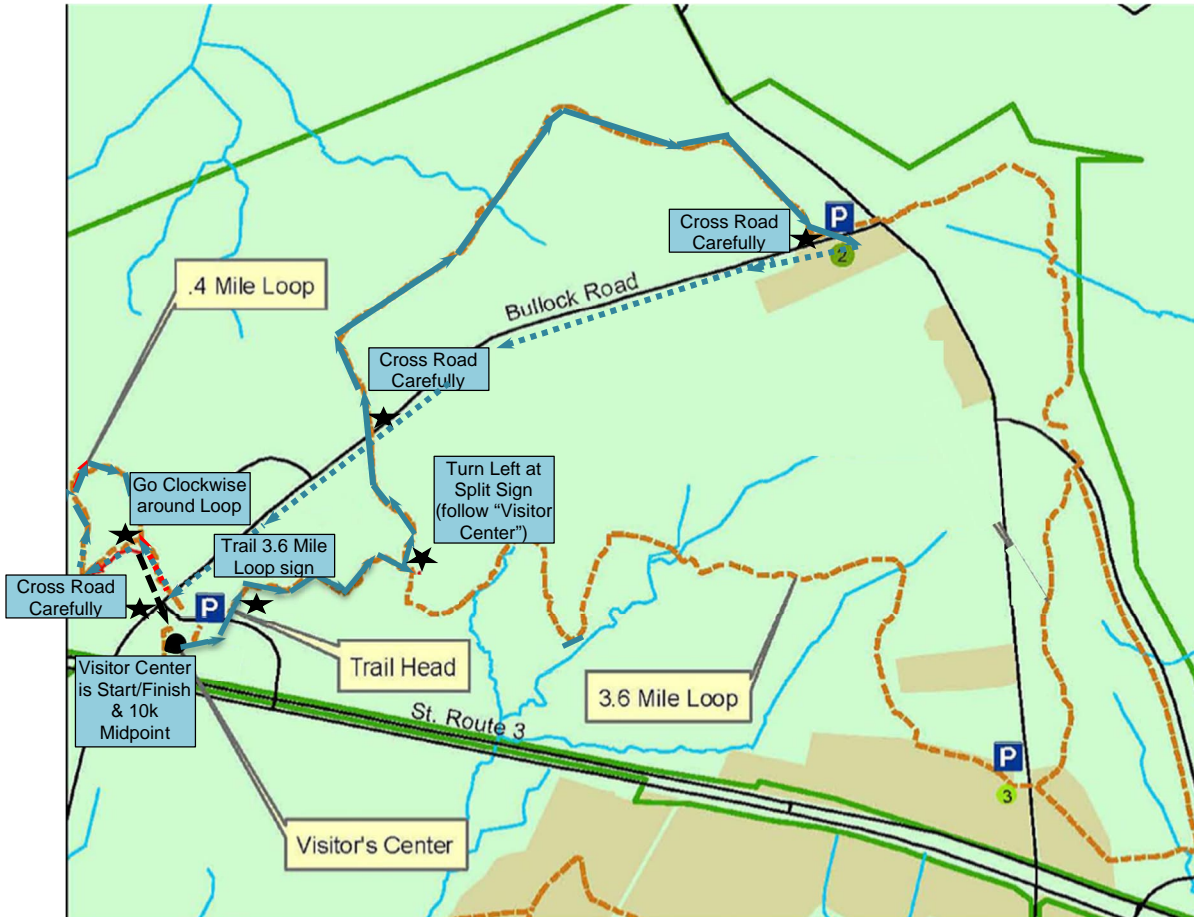 Cross Road
Carefully
P
2
.4 Mile Loop
Bullock Road
Cross Road
Carefully
Turn Left at
Split Sign
(follow “Visitor
Center”)
Go Clockwise
around Loop
Trail 3.6 Mile
Loop sign
Cross Road
Carefully
P
Trail Head
Visitor Center
is Start/Finish
& 10k
Midpoint
3.6 Mile Loop
St. Route 3
P
3
Visitor's Center